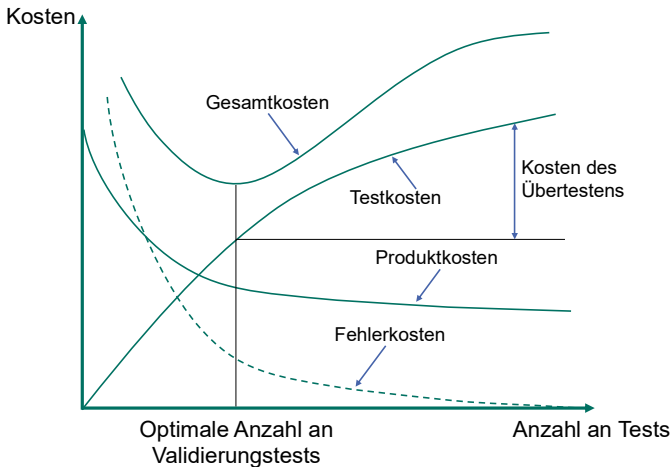 Kosten
Gesamtkosten
Kosten des
Übertestens
Testkosten
Produktkosten
Fehlerkosten
Optimale Anzahl an
Validierungstests
Anzahl an Tests